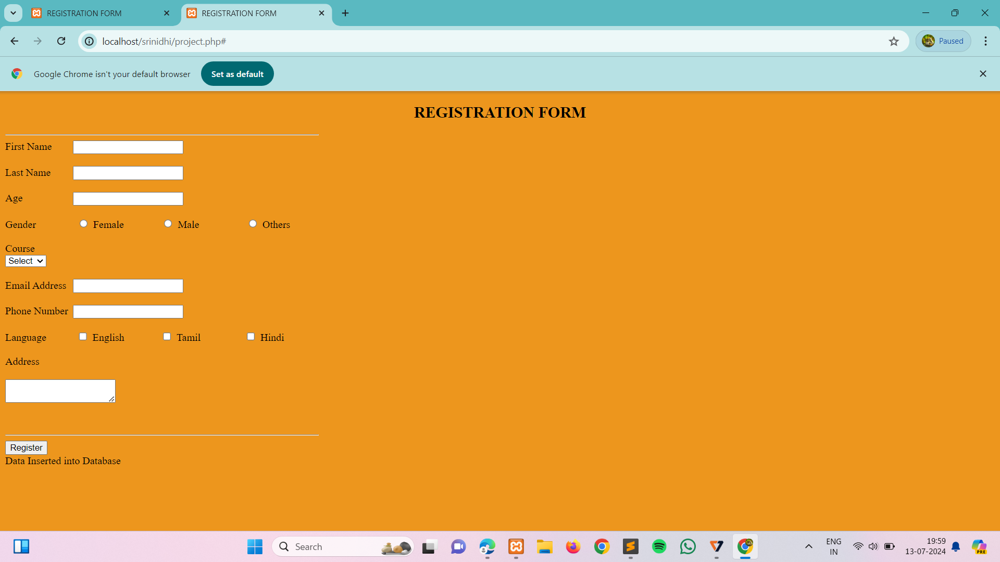 REGISTRATION FORM
REGISTRATION FORM
localhost/srinidhi/project.php#
Paused
Google Chrome isn't your default browser
Set as default
REGISTRATION FORM
First Name
Last Name
Age
Gender Female Male Others
Course
Select
Email Address
Phone Number
Language English Tamil Hindi
Address
Register
Data Inserted into Database
Search
ENG
IN
19:59
13-07-2024
PRE